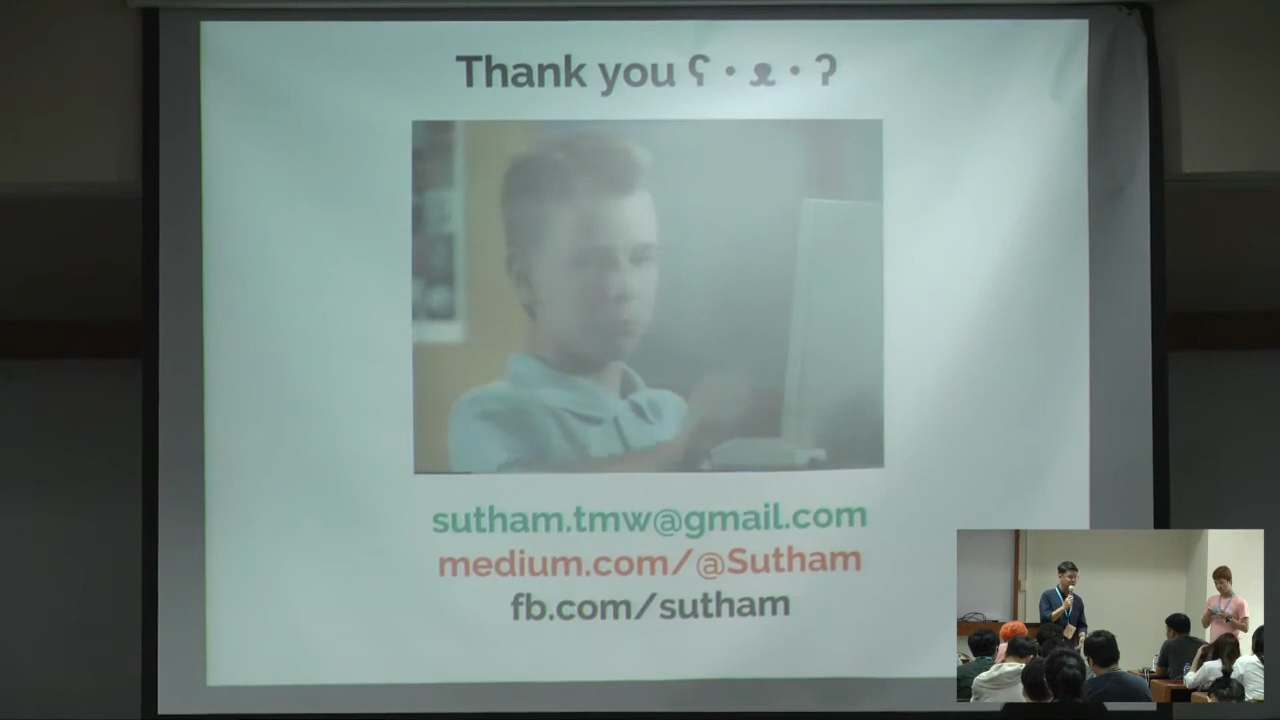 Thank you ʕ • ᴥ • ʔ
sutham.tmw@gmail.com
medium.com/@Sutham
fb.com/sutham